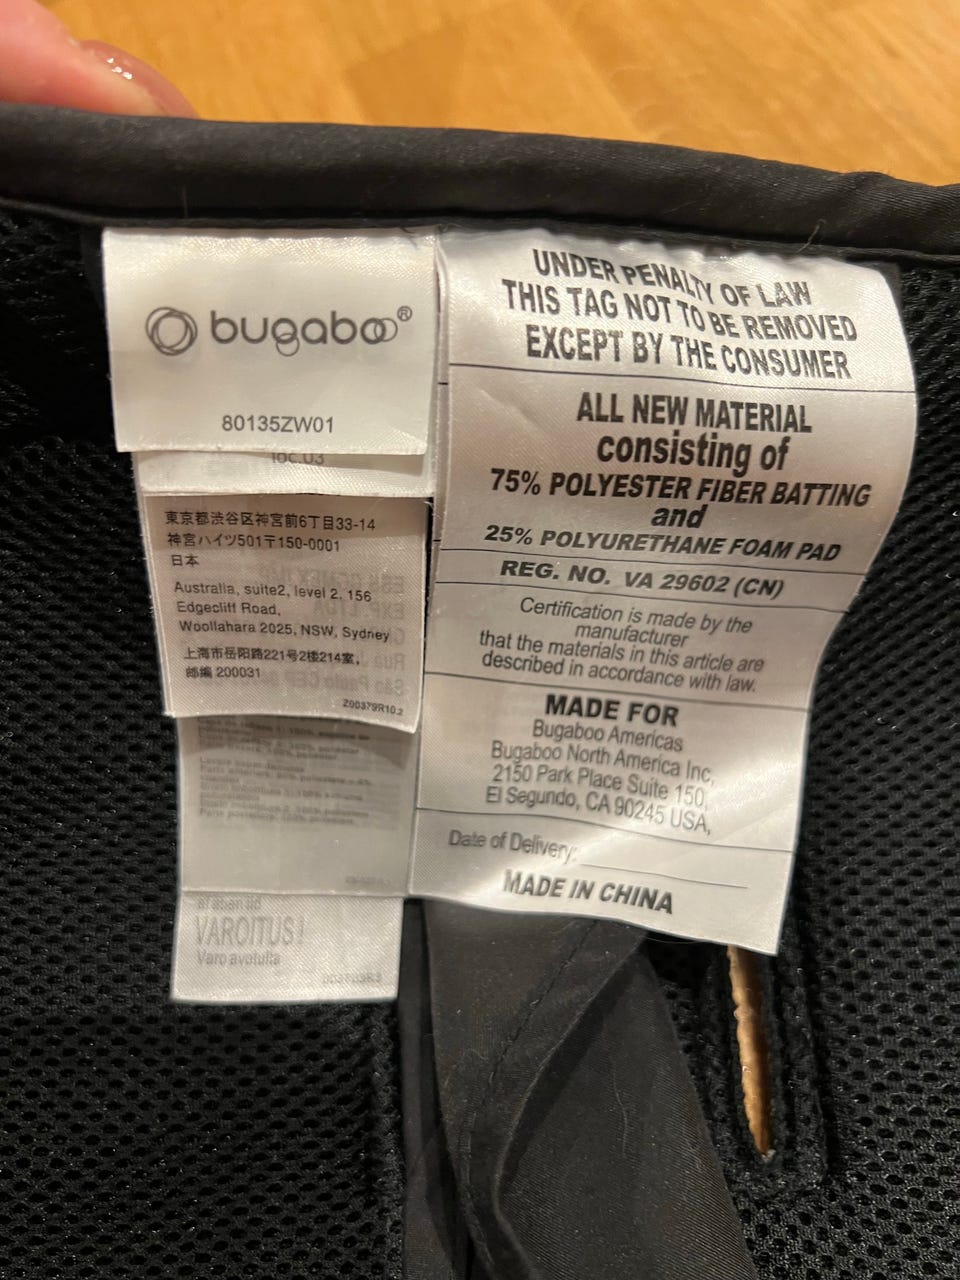 bugaboo®
80135ZW01
loc.03
東京都渋谷区神宮前6丁目33-14
神宮ハイツ501〒150-0001
日本
Australia, suite2, level 2, 156
Edgecliff Road,
Woollahara 2025, NSW, Sydney
上海市岳阳路221号2楼214室,
邮编 200031
200379R10.2
VAROITUS!
Varo avotulta
UNDER PENALTY OF LAW
THIS TAG NOT TO BE REMOVED
EXCEPT BY THE CONSUMER
ALL NEW MATERIAL
consisting of
75% POLYESTER FIBER BATTING
and
25% POLYURETHANE FOAM PAD
REG. NO. VA 29602 (CN)
Certification is made by the
manufacturer
that the materials in this article are
described in accordance with law.
MADE FOR
Bugaboo Americas
Bugaboo North America Inc,
2150 Park Place Suite 150,
El Segundo, CA 90245 USA,
Date of Delivery:
MADE IN CHINA